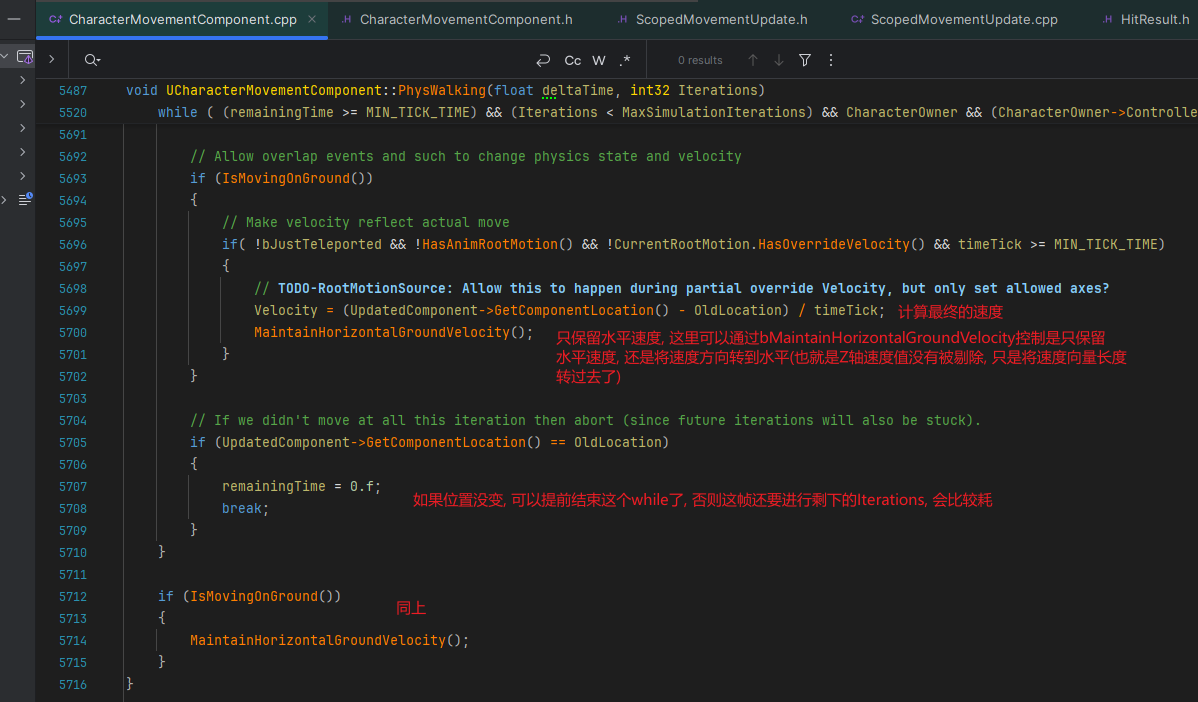 CharacterMovementComponent.cpp × .H CharacterMovementComponent.h .H ScopedMovementUpdate.h C+ ScopedMovementUpdate.cpp .H HitResult.h
Cc W .* 0 results
5487 void UCharacterMovementComponent::PhysWalking(float deltaTime, int32 Iterations)
5520 while ( (remainingTime >= MIN_TICK_TIME) && (Iterations < MaxSimulationIterations) && CharacterOwner && (CharacterOwner->Controlle
5691
5692 // Allow overlap events and such to change physics state and velocity
5693 if (IsMovingOnGround())
5694 {
5695 // Make velocity reflect actual move
5696 if( !bJustTeleported && !HasAnimRootMotion() && !CurrentRootMotion.HasOverrideVelocity() && timeTick >= MIN_TICK_TIME)
5697 {
5698 // TODO-RootMotionSource: Allow this to happen during partial override Velocity, but only set allowed axes?
5699 Velocity = (UpdatedComponent->GetComponentLocation() - OldLocation) / timeTick; 计算最终的速度
5700 MaintainHorizontalGroundVelocity(); 只保留水平速度, 这里可以通过bMaintainHorizontalGroundVelocity控制是只保留
5701 } 水平速度, 还是将速度方向转到水平(也就是Z轴速度值没有被剔除, 只是将速度向量长度
5702 } 转过去了)
5703
5704 // If we didn't move at all this iteration then abort (since future iterations will also be stuck).
5705 if (UpdatedComponent->GetComponentLocation() == OldLocation)
5706 {
5707 remainingTime = 0.f; 如果位置没变, 可以提前结束这个while了, 否则这帧还要进行剩下的Iterations, 会比较耗
5708 break;
5709 }
5710 }
5711
5712 if (IsMovingOnGround()) 同上
5713 {
5714 MaintainHorizontalGroundVelocity();
5715 }
5716 }